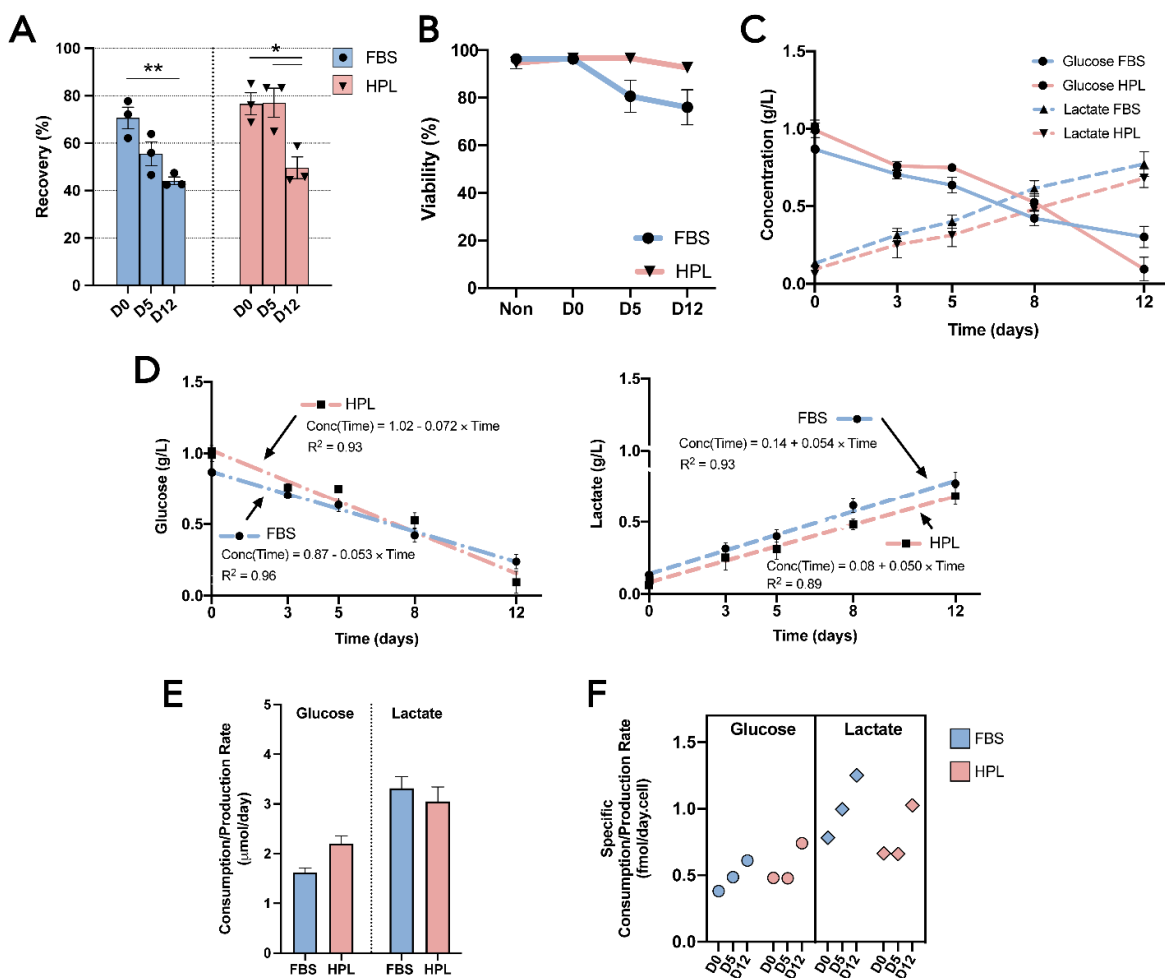 A
Recovery (%)
100
80
60
40
20
0
**
*
FBS
HPL
D0
D5
D12
D0
D5
D12
B
Viability (%)
100
80
60
40
20
0
FBS
HPL
Non
D0
D5
D12
C
Concentration (g/L)
1.5
1.0
0.5
0.0
Glucose FBS
Glucose HPL
Lactate FBS
Lactate HPL
0
3
5
8
12
Time (days)
D
Glucose (g/L)
1.5
1.0
0.5
0.0
HPL
Conc(Time) = 1.02 - 0.072 × Time
R2 = 0.93
FBS
Conc(Time) = 0.87 - 0.053 × Time
R2 = 0.96
0
3
5
8
12
Time (days)
Lactate (g/L)
1.5
1.0
0.5
0.0
FBS
Conc(Time) = 0.14 + 0.054 × Time
R2 = 0.93
HPL
Conc(Time) = 0.08 + 0.050 × Time
R2 = 0.89
0
3
5
8
12
Time (days)
E
Consumption/Production Rate
(μmol/day)
5
4
3
2
1
0
Glucose
Lactate
FBS
HPL
FBS
HPL
F
Specific
Consumption/Production Rate
(fmol/day.cell)
1.5
1.0
0.5
0.0
Glucose
Lactate
FBS
HPL
D0
D5
D12
D0
D5
D12
D0
D5
D12
D0
D5
D12